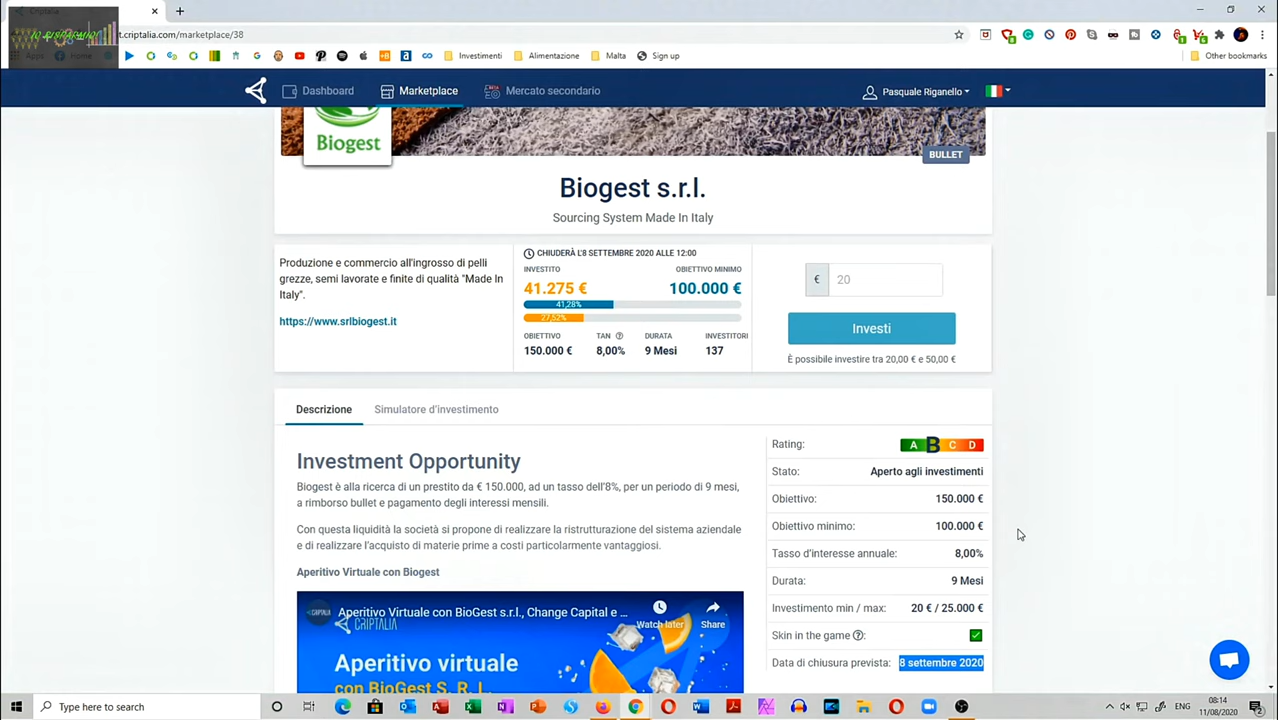 Criptalia
IO RISPARMIO
t.criptalia.com/marketplace/38
Apps
Home
Investimenti
Alimentazione
Malta
Sign up
Other bookmarks
Dashboard
Marketplace
BETA
Mercato secondario
Pasquale Riganello
Biogest
BULLET
Biogest s.r.l.
Sourcing System Made In Italy
Produzione e commercio all'ingrosso di pelli
grezze, semi lavorate e finite di qualità "Made In
Italy".
https://www.srlbiogest.it
CHIUDERÀ L'8 SETTEMBRE 2020 ALLE 12:00
INVESTITO OBIETTIVO MINIMO
41.275 € 100.000 €
41,28%
27,52%
OBIETTIVO TAN DURATA INVESTITORI
150.000 € 8,00% 9 Mesi 137
€ 20
Investi
È possibile investire tra 20,00 € e 50,00 €
Descrizione
Simulatore d'investimento
Investment Opportunity
Biogest è alla ricerca di un prestito da € 150.000, ad un tasso dell'8%, per un periodo di 9 mesi,
a rimborso bullet e pagamento degli interessi mensili.
Con questa liquidità la società si propone di realizzare la ristrutturazione del sistema aziendale
e di realizzare l'acquisto di materie prime a costi particolarmente vantaggiosi.
Aperitivo Virtuale con Biogest
Aperitivo Virtuale con BioGest s.r.l., Change Capital e ...
CRIPTALIA
Watch later
Share
Aperitivo virtuale
con BioGest S. R. L.
Rating: A B C D
Stato: Aperto agli investimenti
Obiettivo: 150.000 €
Obiettivo minimo: 100.000 €
Tasso d'interesse annuale: 8,00%
Durata: 9 Mesi
Investimento min / max: 20 € / 25.000 €
Skin in the game :
Data di chiusura prevista: 8 settembre 2020
Type here to search
ENG
08:14
11/08/2020